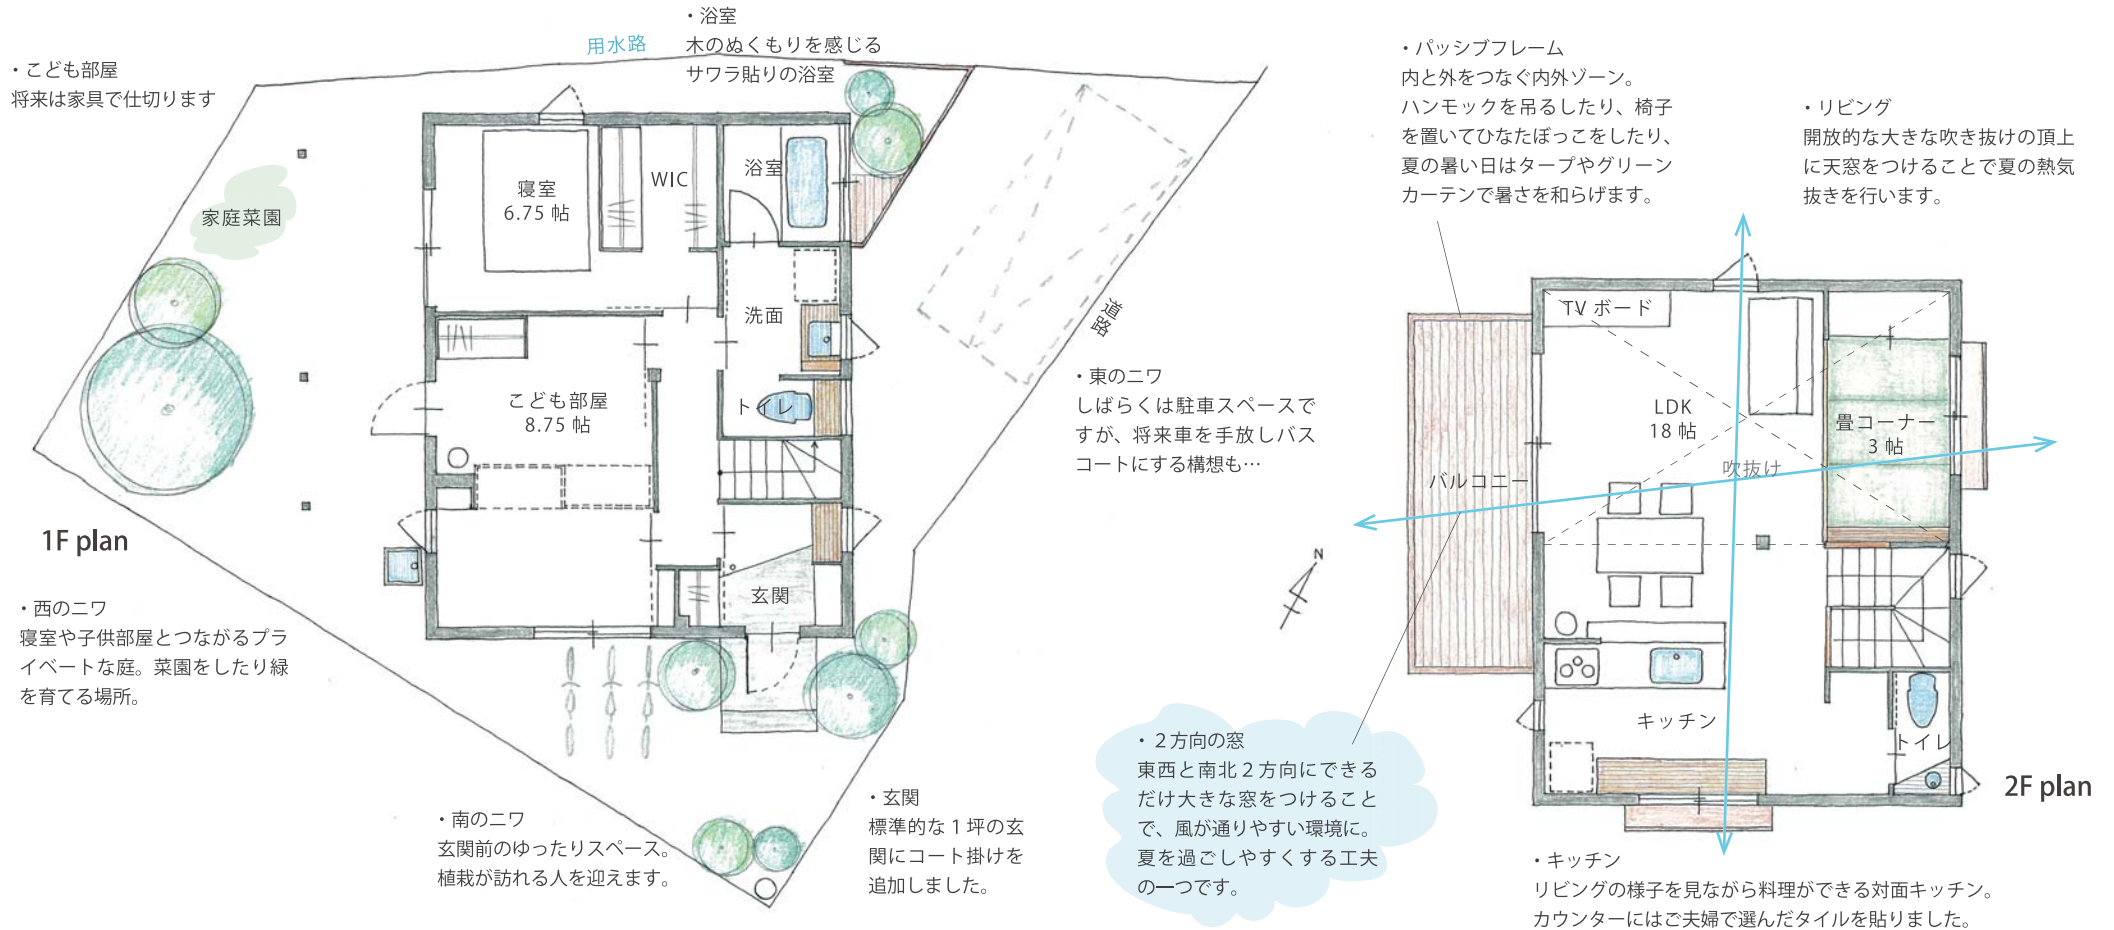 ・こども部屋
将来は家具で仕切ります
用水路
・浴室
木のぬくもりを感じる
サワラ貼りの浴室
寝室
6.75 帖
WIC
浴室
家庭菜園
洗面
道路
こども部屋
8.75 帖
トイレ
玄関
1F plan
・西のニワ
寝室や子供部屋とつながるプラ
イベートな庭。菜園をしたり緑
を育てる場所。
・東のニワ
しばらくは駐車スペースで
すが、将来車を手放しバス
コートにする構想も…
・南のニワ
玄関前のゆったりスペース。
植栽が訪れる人を迎えます。
・玄関
標準的な 1 坪の玄
関にコート掛けを
追加しました。
・パッシブフレーム
内と外をつなぐ内外ゾーン。
ハンモックを吊るしたり、椅子
を置いてひなたぼっこをしたり、
夏の暑い日はタープやグリーン
カーテンで暑さを和らげます。
・リビング
開放的な大きな吹き抜けの頂上
に天窓をつけることで夏の熱気
抜きを行います。
N
TV ボード
LDK
18 帖
畳コーナー
3 帖
吹抜け
バルコニー
キッチン
トイレ
2F plan
・２方向の窓
東西と南北２方向にできる
だけ大きな窓をつけること
で、風が通りやすい環境に。
夏を過ごしやすくする工夫
の一つです。
・キッチン
リビングの様子を見ながら料理ができる対面キッチン。
カウンターにはご夫婦で選んだタイルを貼りました。